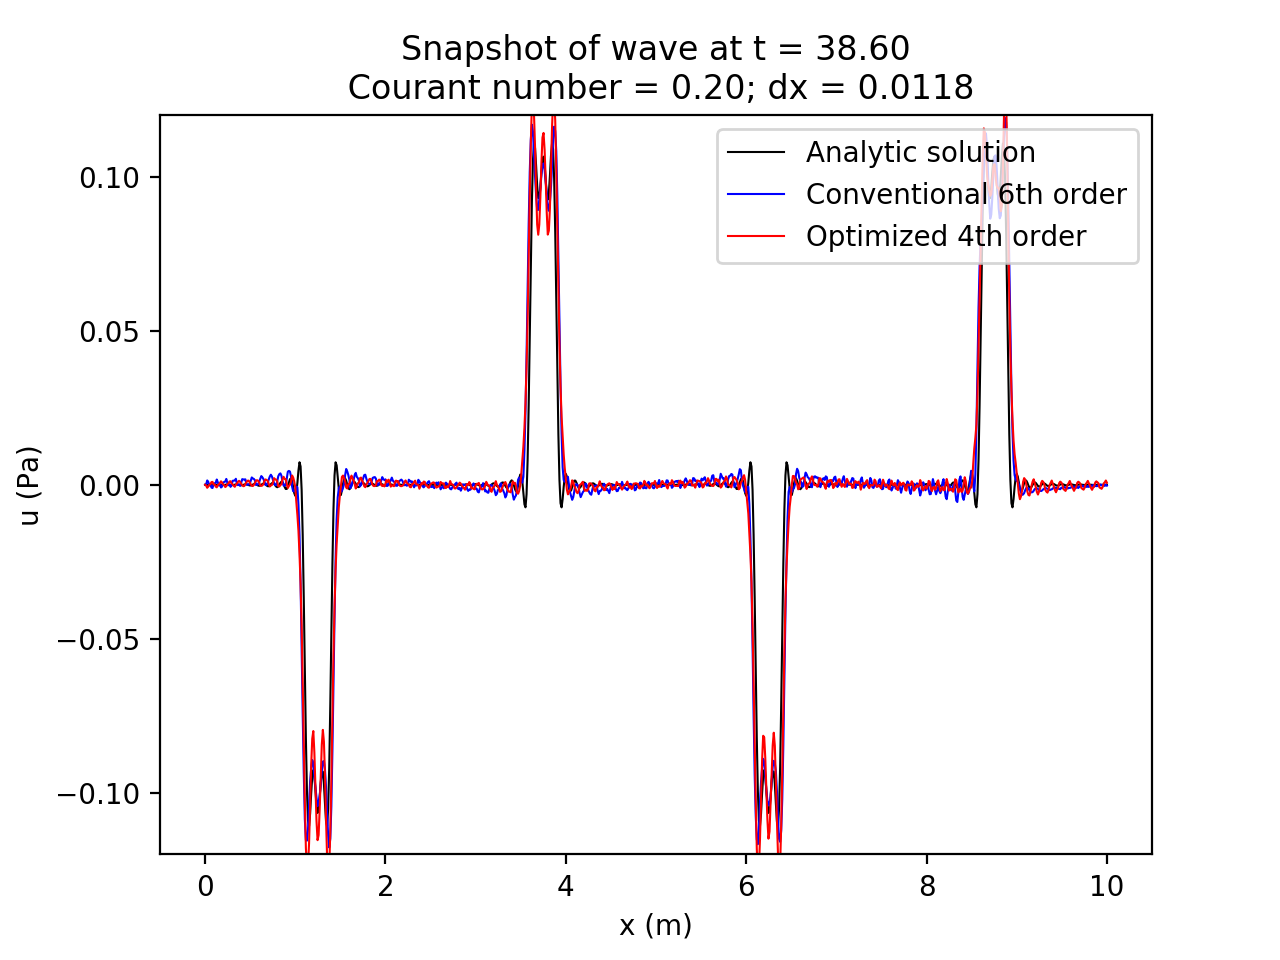 Snapshot of wave at t = 38.60
Courant number = 0.20; dx = 0.0118
Analytic solution
Conventional 6th order
Optimized 4th order
0.10
0.05
0.00
−0.05
−0.10
u (Pa)
0 2 4 6 8 10
x (m)